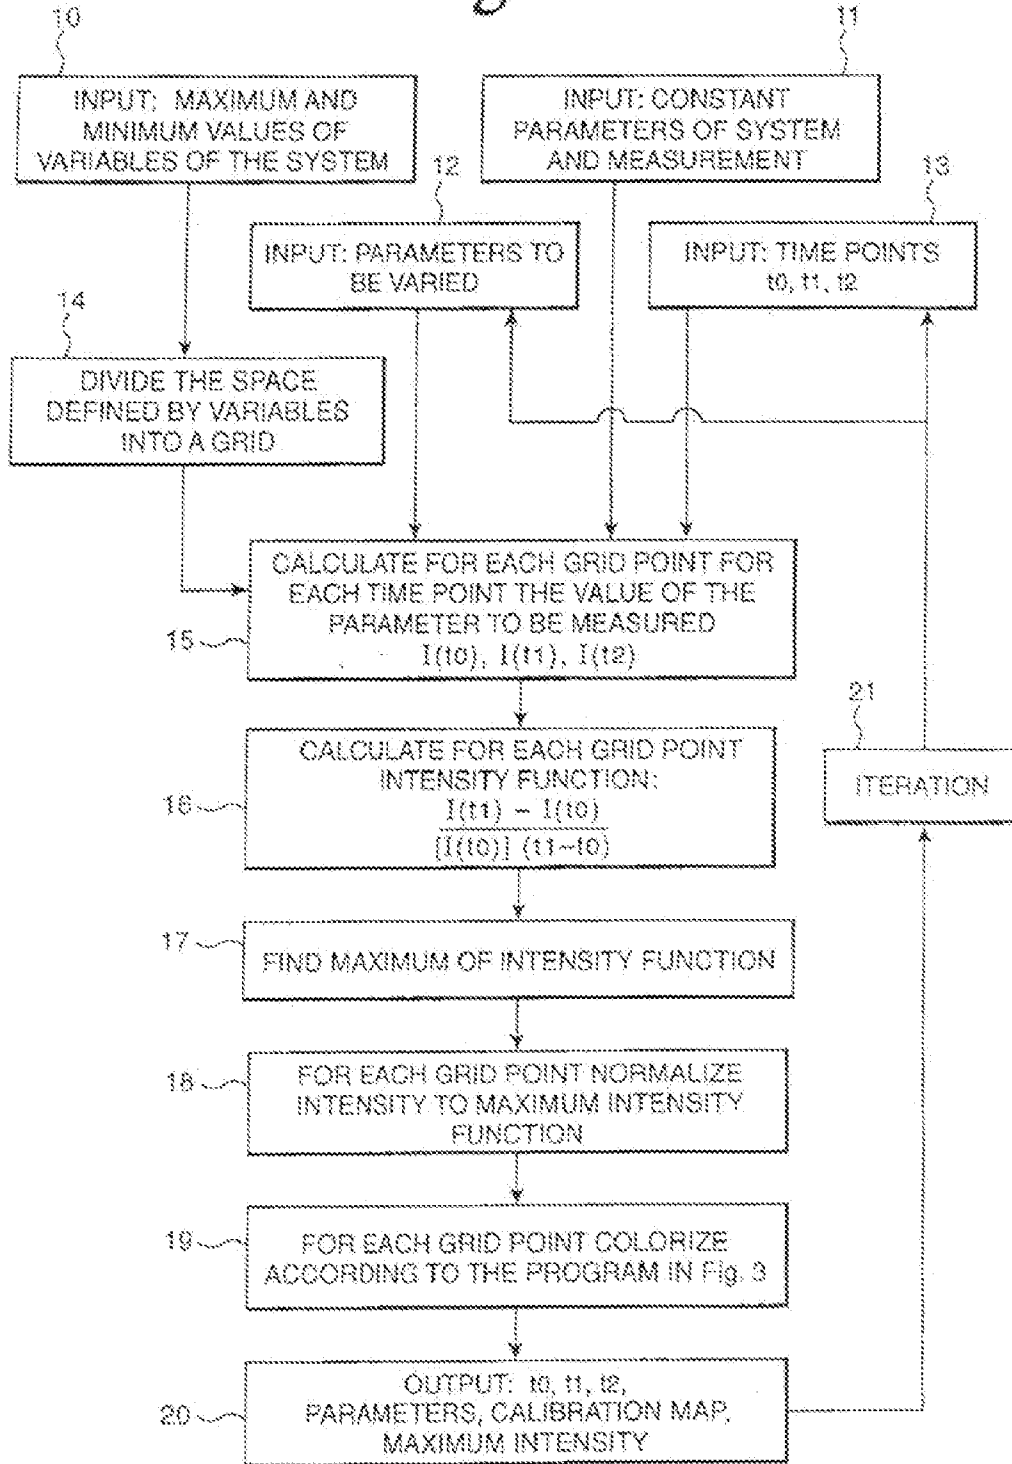 10
11
INPUT: MAXIMUM AND
MINIMUM VALUES OF
VARIABLES OF THE SYSTEM
INPUT: CONSTANT
PARAMETERS OF SYSTEM
AND MEASUREMENT
12
13
INPUT: PARAMETERS TO
BE VARIED
INPUT: TIME POINTS
t0, t1, t2
14
DIVIDE THE SPACE
DEFINED BY VARIABLES
INTO A GRID
15
CALCULATE FOR EACH GRID POINT FOR
EACH TIME POINT THE VALUE OF THE
PARAMETER TO BE MEASURED
I(t0), I(t1), I(t2)
16
CALCULATE FOR EACH GRID POINT
INTENSITY FUNCTION:
I(t1) - I(t0)
[I(t0)] (t1-t0)
21
ITERATION
17
FIND MAXIMUM OF INTENSITY FUNCTION
18
FOR EACH GRID POINT NORMALIZE
INTENSITY TO MAXIMUM INTENSITY
FUNCTION
19
FOR EACH GRID POINT COLORIZE
ACCORDING TO THE PROGRAM IN Fig. 3
20
OUTPUT: t0, t1, t2,
PARAMETERS, CALIBRATION MAP,
MAXIMUM INTENSITY